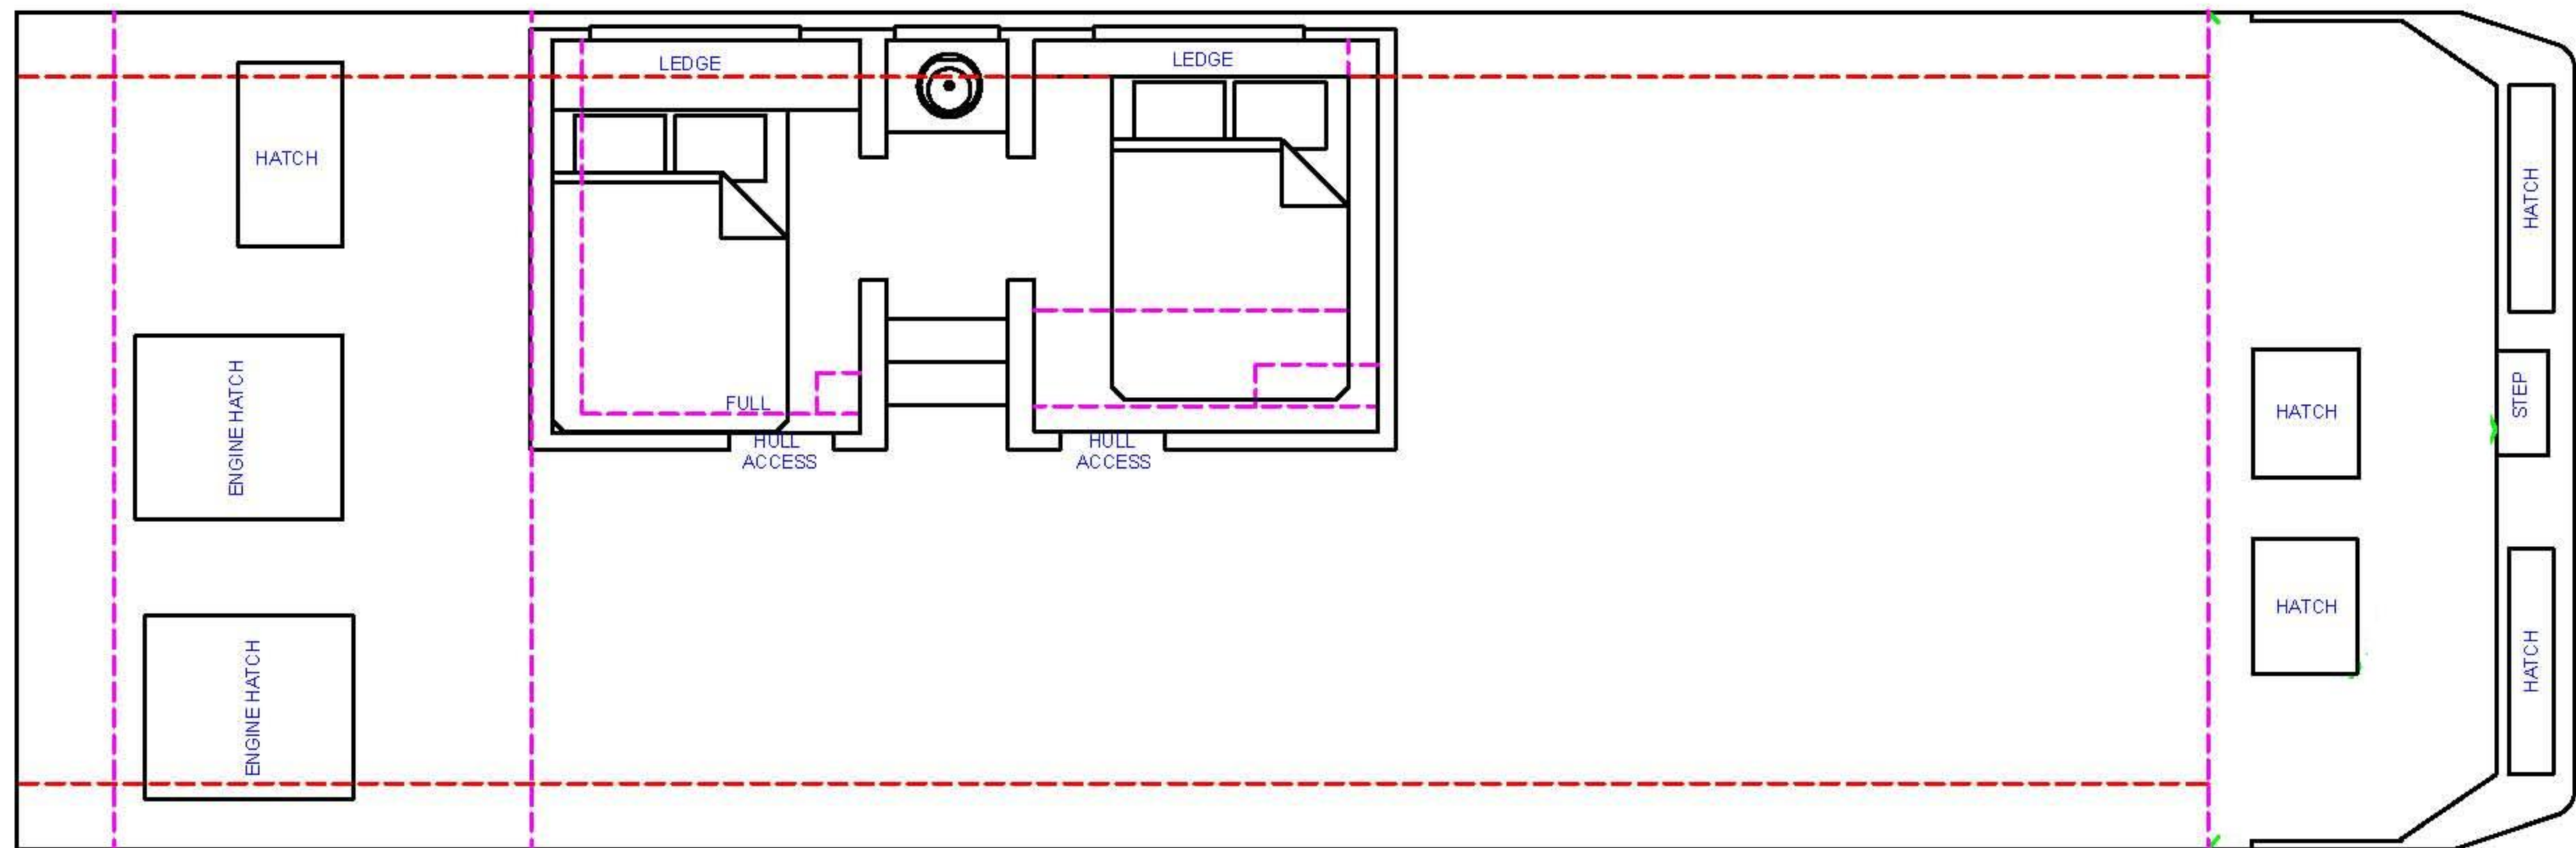 LEDGE
LEDGE
HATCH
HATCH
ENGINE HATCH
FULL
HULL
ACCESS
HULL
ACCESS
HATCH
STEP
HATCH
ENGINE HATCH
HATCH